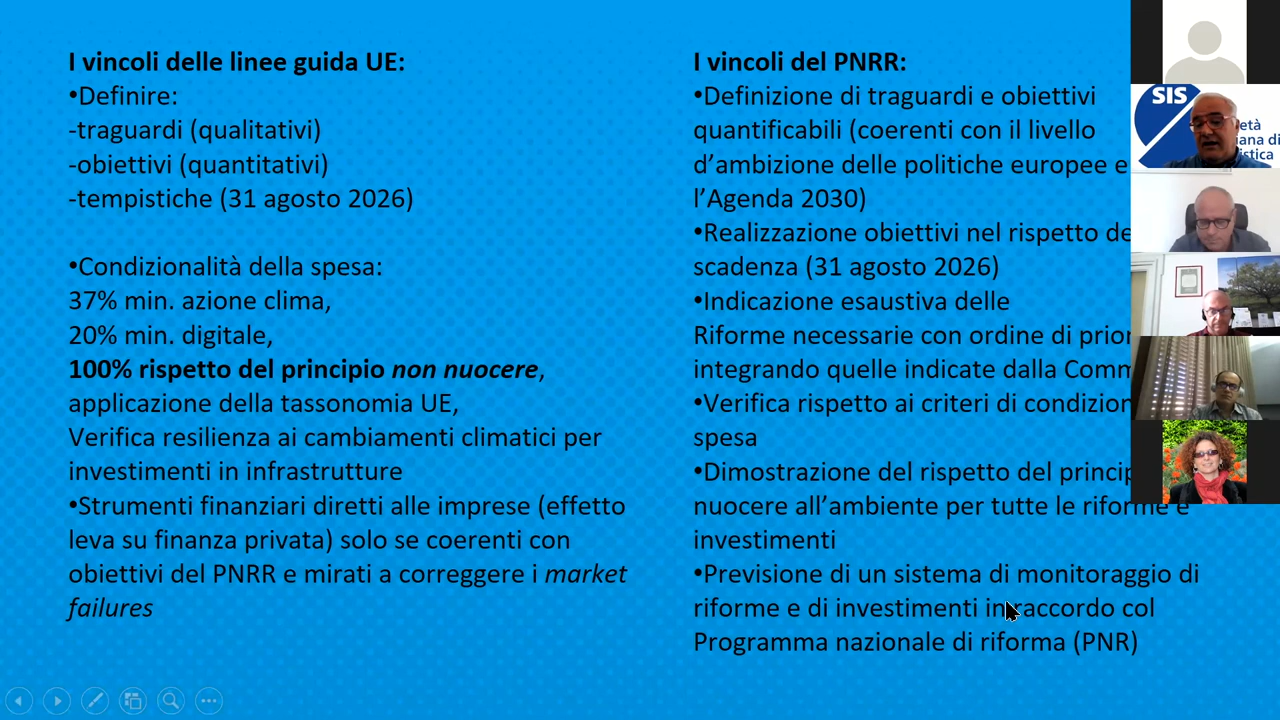 I vincoli delle linee guida UE:
•Definire:
-traguardi (qualitativi)
-obiettivi (quantitativi)
-tempistiche (31 agosto 2026)
•Condizionalità della spesa:
37% min. azione clima,
20% min. digitale,
100% rispetto del principio non nuocere,
applicazione della tassonomia UE,
Verifica resilienza ai cambiamenti climatici per
investimenti in infrastrutture
•Strumenti finanziari diretti alle imprese (effetto
leva su finanza privata) solo se coerenti con
obiettivi del PNRR e mirati a correggere i market
failures
I vincoli del PNRR:
•Definizione di traguardi e obiettivi
quantificabili (coerenti con il livello
d’ambizione delle politiche europee e
l’Agenda 2030)
•Realizzazione obiettivi nel rispetto
scadenza (31 agosto 2026)
•Indicazione esaustiva delle
Riforme necessarie con ordine di
integrando quelle indicate dalla
•Verifica rispetto ai criteri di
spesa
•Dimostrazione del rispetto del
nuocere all’ambiente per tutte le riforme e
investimenti
•Previsione di un sistema di monitoraggio di
riforme e di investimenti in raccordo col
Programma nazionale di riforma (PNR)
SIS